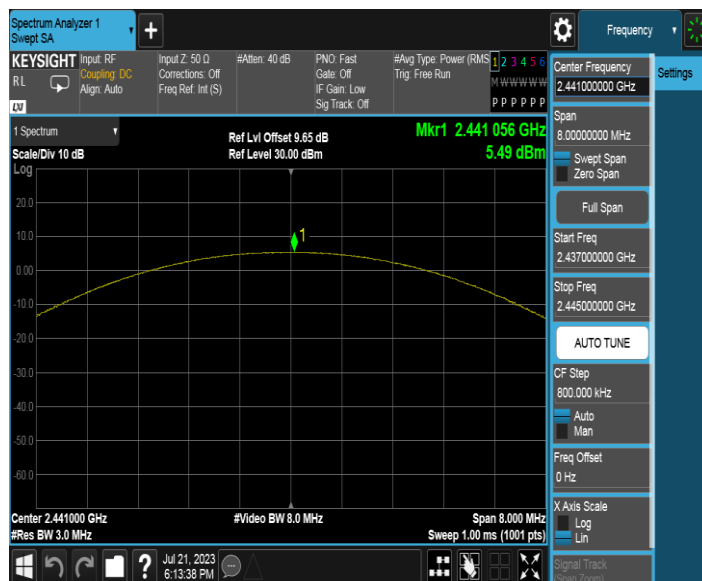 Spectrum Analyzer 1
Swept SA
+
Frequency
KEYSIGHT
RL
LXI
Input: RF
Coupling: DC
Align: Auto
Input Z: 50 Ω
Corrections: Off
Freq Ref: Int (S)
#Atten: 40 dB
PNO: Fast
Gate: Off
IF Gain: Low
Sig Track: Off
#Avg Type: Power (RMS
Trig: Free Run
1 2 3 4 5 6
M W W W W W
P P P P P P
1 Spectrum
Scale/Div 10 dB
Log
Ref Lvl Offset 9.65 dB
Ref Level 30.00 dBm
Mkr1 2.441 056 GHz
5.49 dBm
20.0
10.0
0.00
-10.0
-20.0
-30.0
-40.0
-50.0
-60.0
1
Center 2.441000 GHz
#Res BW 3.0 MHz
#Video BW 8.0 MHz
Span 8.000 MHz
Sweep 1.00 ms (1001 pts)
?
Jul 21, 2023
6:13:38 PM
Center Frequency
2.441000000 GHz
Settings
Span
8.00000000 MHz
Swept Span
Zero Span
Full Span
Start Freq
2.437000000 GHz
Stop Freq
2.445000000 GHz
AUTO TUNE
CF Step
800.000 kHz
Auto
Man
Freq Offset
0 Hz
X Axis Scale
Log
Lin
Signal Track
(Span Zoom)